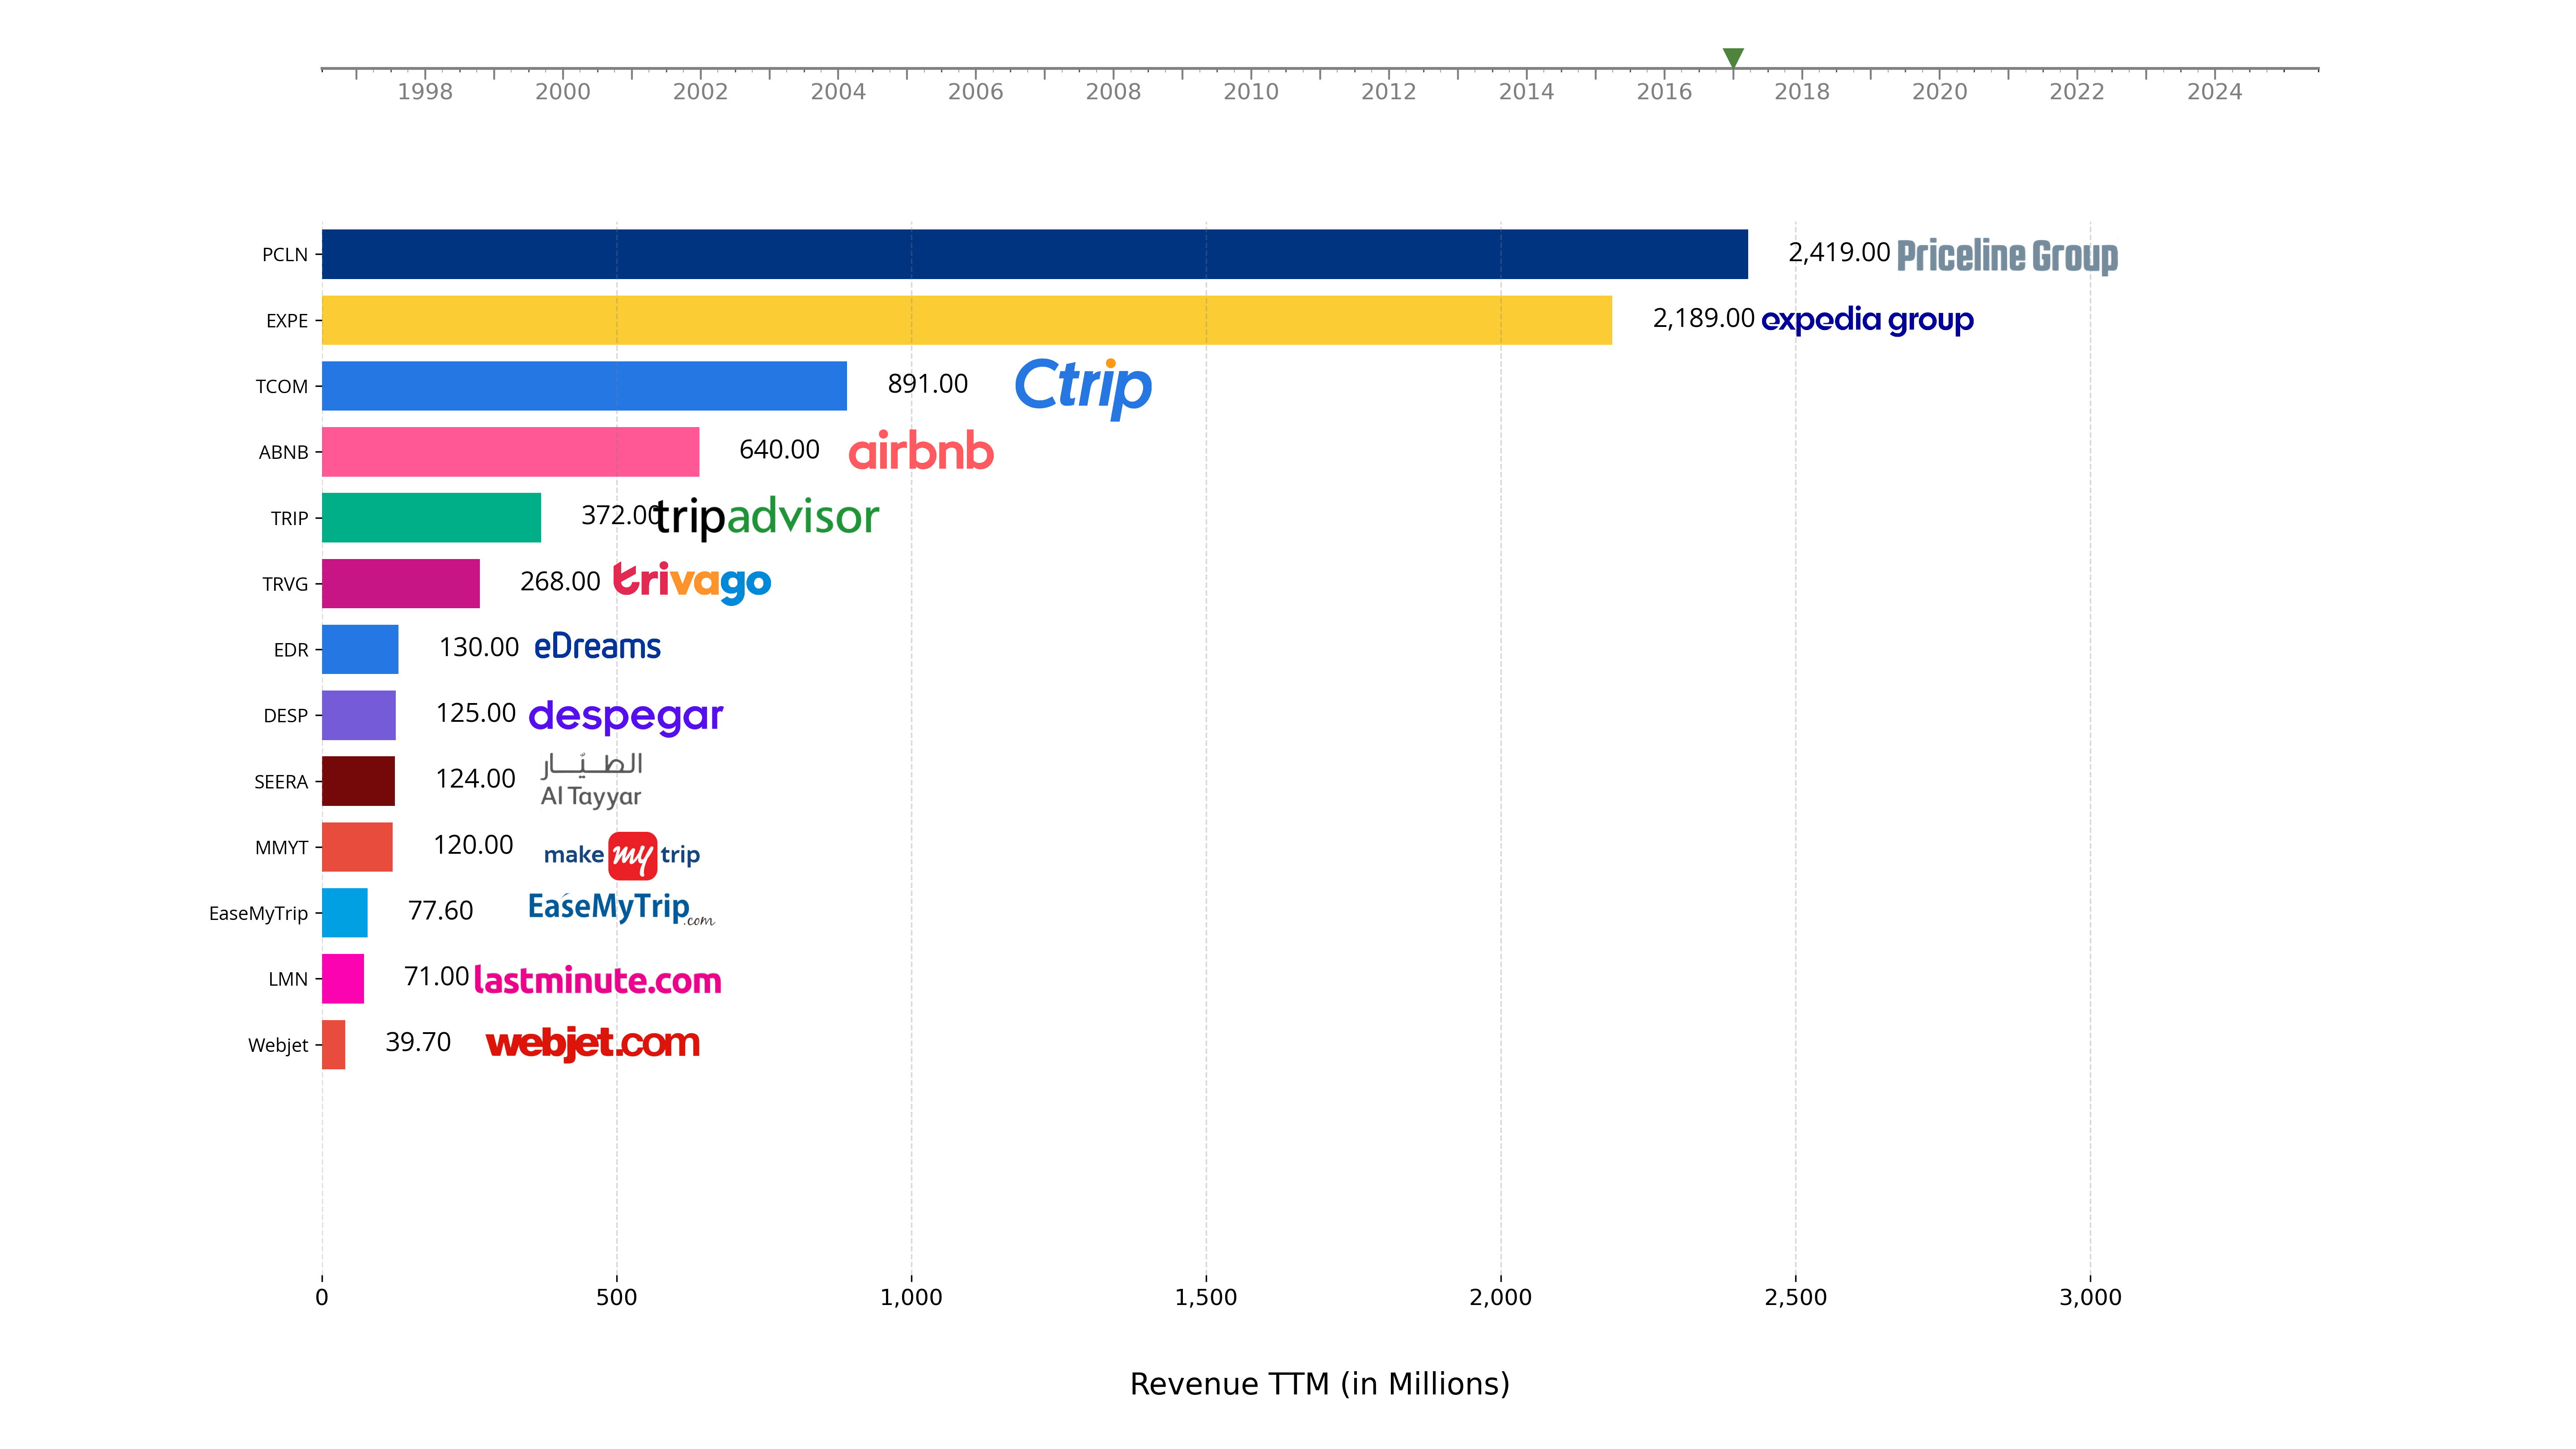 1998 2000 2002 2004 2006 2008 2010 2012 2014 2016 2018 2020 2022 2024
PCLN 2,419.00 Priceline Group
EXPE 2,189.00 expedia group
TCOM 891.00 Ctrip
ABNB 640.00 airbnb
TRIP 372.00 tripadvisor
TRVG 268.00 trivago
EDR 130.00 eDreams
DESP 125.00 despegar
الطيّار
SEERA 124.00 Al Tayyar
MMYT 120.00 make my trip
EaseMyTrip 77.60 EaseMyTrip.com
LMN 71.00 lastminute.com
Webjet 39.70 webjet.com
0 500 1,000 1,500 2,000 2,500 3,000
Revenue TTM (in Millions)